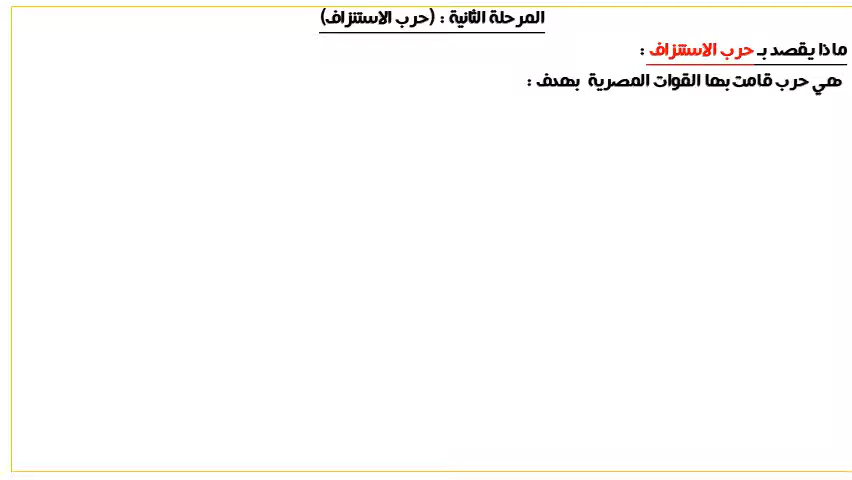 المرحلة الثانية : (حرب الاستنزاف)
ماذا يقصد بـ حرب الاستنزاف :
هي حرب قامت بها القوات المصرية بهدف :